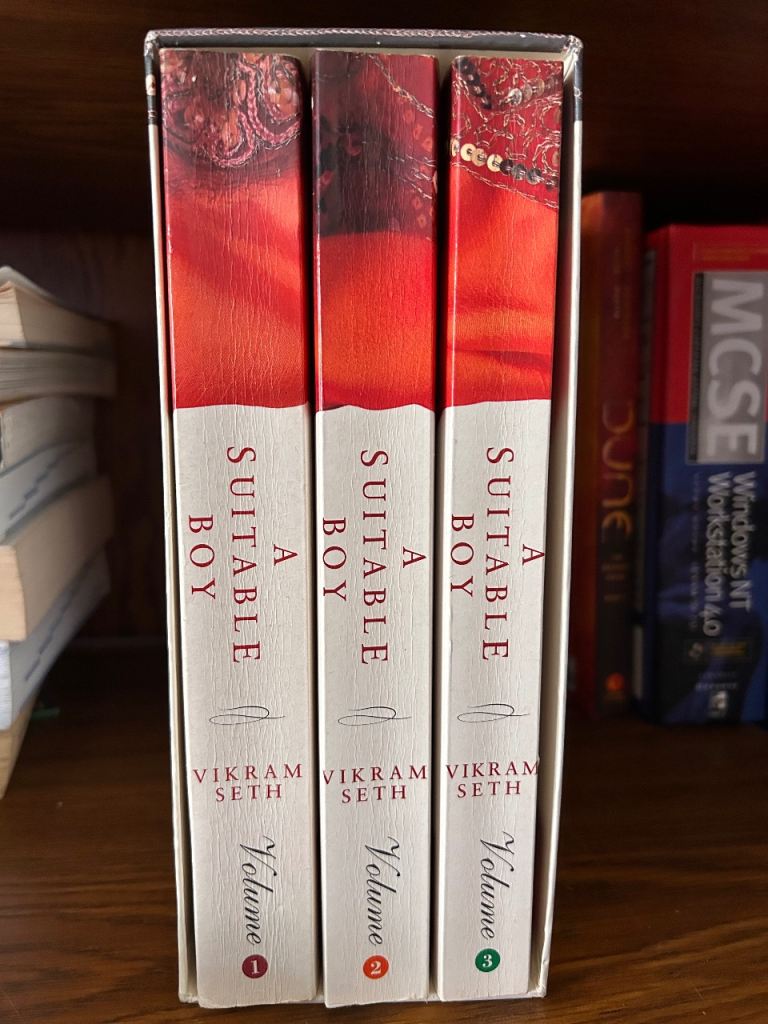 A
SUITABLE
BOY
VIKRAM
SETH
Volume
1
A
SUITABLE
BOY
VIKRAM
SETH
Volume
2
A
SUITABLE
BOY
VIKRAM
SETH
Volume
3
DUNE
MCSE
Windows NT
Workstation 4.0